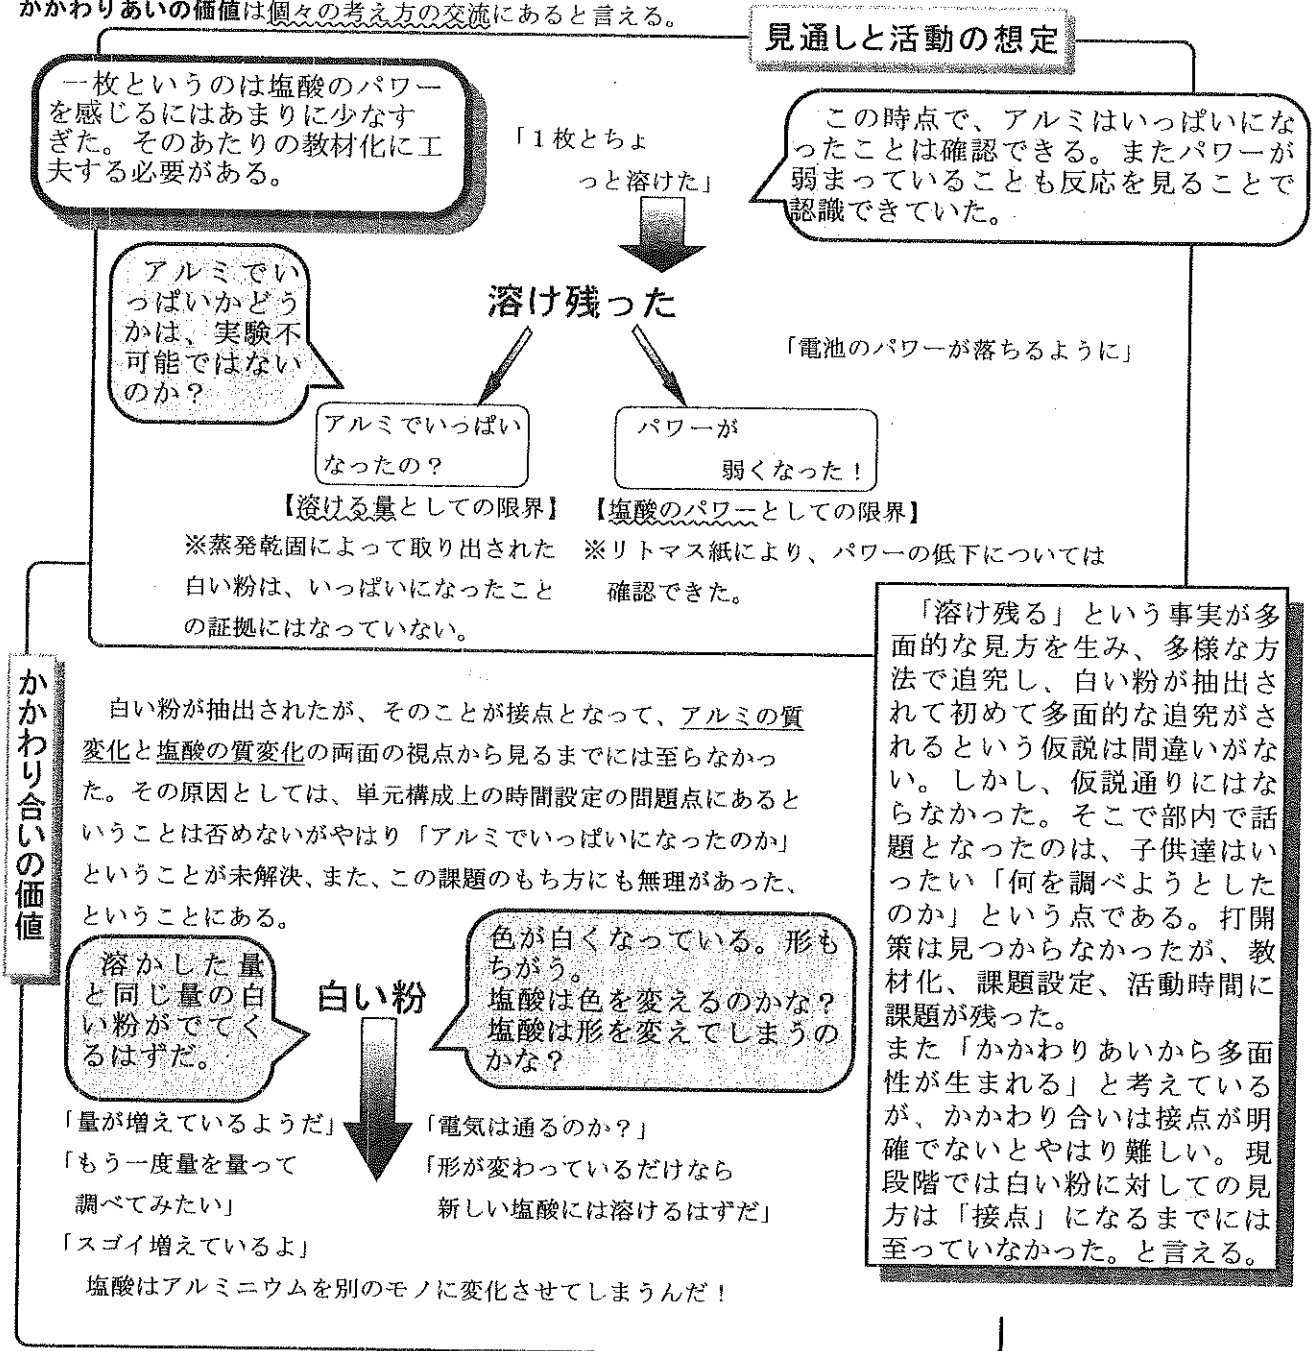 かかわりあいの価値は個々の考え方の交流にあると言える。
見通しと活動の想定
一枚というのは塩酸のパワー
を感じるにはあまりに少なす
ぎた。そのあたりの教材化に工
夫する必要がある。
「1枚とちょ
っと溶けた」
この時点で、アルミはいっぱいにな
ったことは確認できる。またパワーが
弱まっていることも反応を見ることで
認識できていた。
アルミでい
っぱいかどう
かは、実験不
可能ではない
のか?
溶け残った
「電池のパワーが落ちるように」
アルミでいっぱい
なったの?
パワーが
弱くなった!
【溶ける量としての限界】
【塩酸のパワーとしての限界】
※蒸発乾固によって取り出された
白い粉は、いっぱいになったこと
の証拠にはなっていない。
※リトマス紙により、パワーの低下については
確認できた。
「溶け残る」という事実が多
面的な見方を生み、多様な方
法で追究し、白い粉が抽出さ
れて初めて多面的な追究がさ
れるという仮説は間違いがな
い。しかし、仮説通りにはな
らなかった。そこで部内で話
題となったのは、子供達はい
ったい「何を調べようとした
のか」という点である。打開
策は見つからなかったが、教
材化、課題設定、活動時間に
課題が残った。
また「かかわりあいから多面
性が生まれる」と考えている
が、かかわり合いは接点が明
確でないとやはり難しい。現
段階では白い粉に対しての見
方は「接点」になるまでには
至っていなかった。と言える。
かかわり合いの価値
白い粉が抽出されたが、そのことが接点となって、アルミの質
変化と塩酸の質変化の両面の視点から見るまでには至らなかっ
た。その原因としては、単元構成上の時間設定の問題点にあると
いうことは否めないがやはり「アルミでいっぱいになったのか」
ということが未解決、また、この課題のもち方にも無理があった、
ということにある。
溶かした量
と同じ量の白
い粉がでてく
るはずだ。
白い粉
色が白くなっている。形も
ちがう。
塩酸は色を変えるのかな?
塩酸は形を変えてしまうの
かな?
「量が増えているようだ」
「もう一度量を量って
調べてみたい」
「スゴイ増えているよ」
「電気は通るのか?」
「形が変わっているだけなら
新しい塩酸には溶けるはずだ」
塩酸はアルミニウムを別のモノに変化させてしまうんだ!